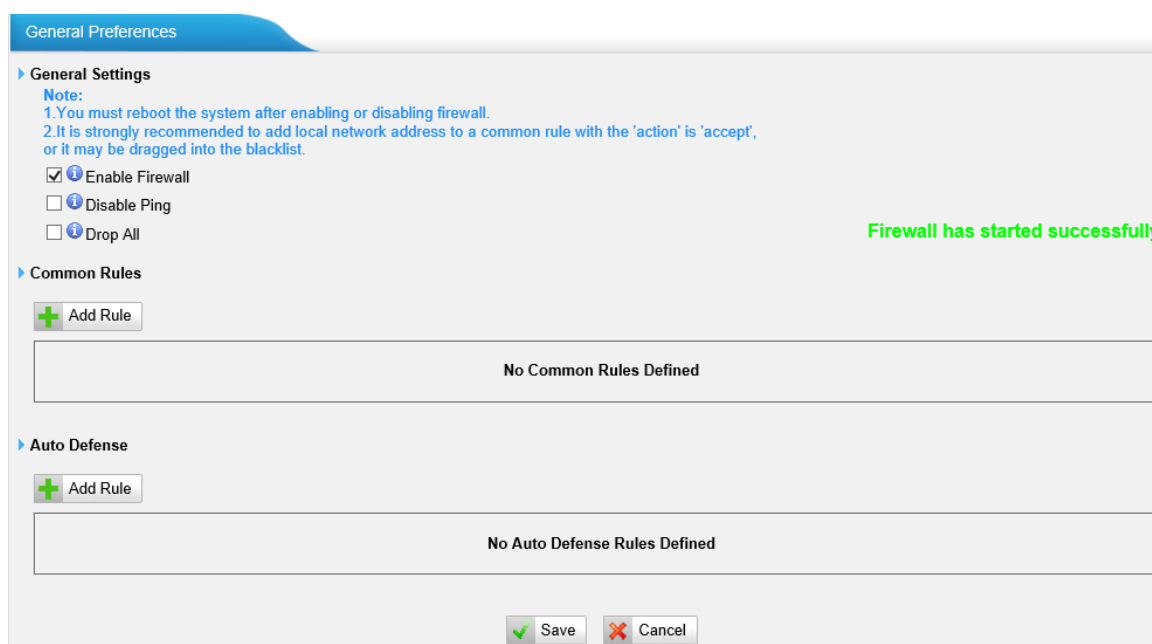 General Preferences
General Settings
Note:
1.You must reboot the system after enabling or disabling firewall.
2.It is strongly recommended to add local network address to a common rule with the 'action' is 'accept',
or it may be dragged into the blacklist.
Enable Firewall
Disable Ping
Drop All
Firewall has started successfully
Common Rules
Add Rule
No Common Rules Defined
Auto Defense
Add Rule
No Auto Defense Rules Defined
Save
Cancel